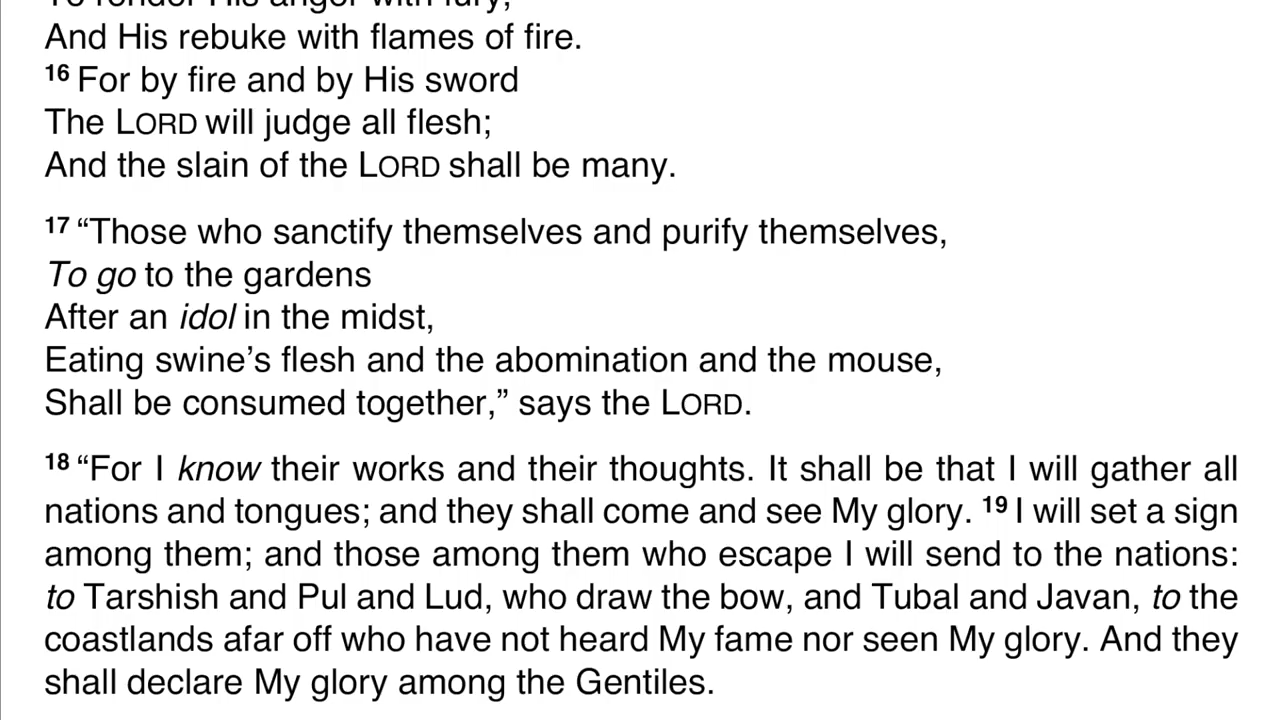 To render His anger with fury,
And His rebuke with flames of fire.
16 For by fire and by His sword
The LORD will judge all flesh;
And the slain of the LORD shall be many.
17 “Those who sanctify themselves and purify themselves,
To go to the gardens
After an idol in the midst,
Eating swine’s flesh and the abomination and the mouse,
Shall be consumed together,” says the LORD.
18 “For I know their works and their thoughts. It shall be that I will gather all
nations and tongues; and they shall come and see My glory. 19 I will set a sign
among them; and those among them who escape I will send to the nations:
to Tarshish and Pul and Lud, who draw the bow, and Tubal and Javan, to the
coastlands afar off who have not heard My fame nor seen My glory. And they
shall declare My glory among the Gentiles.